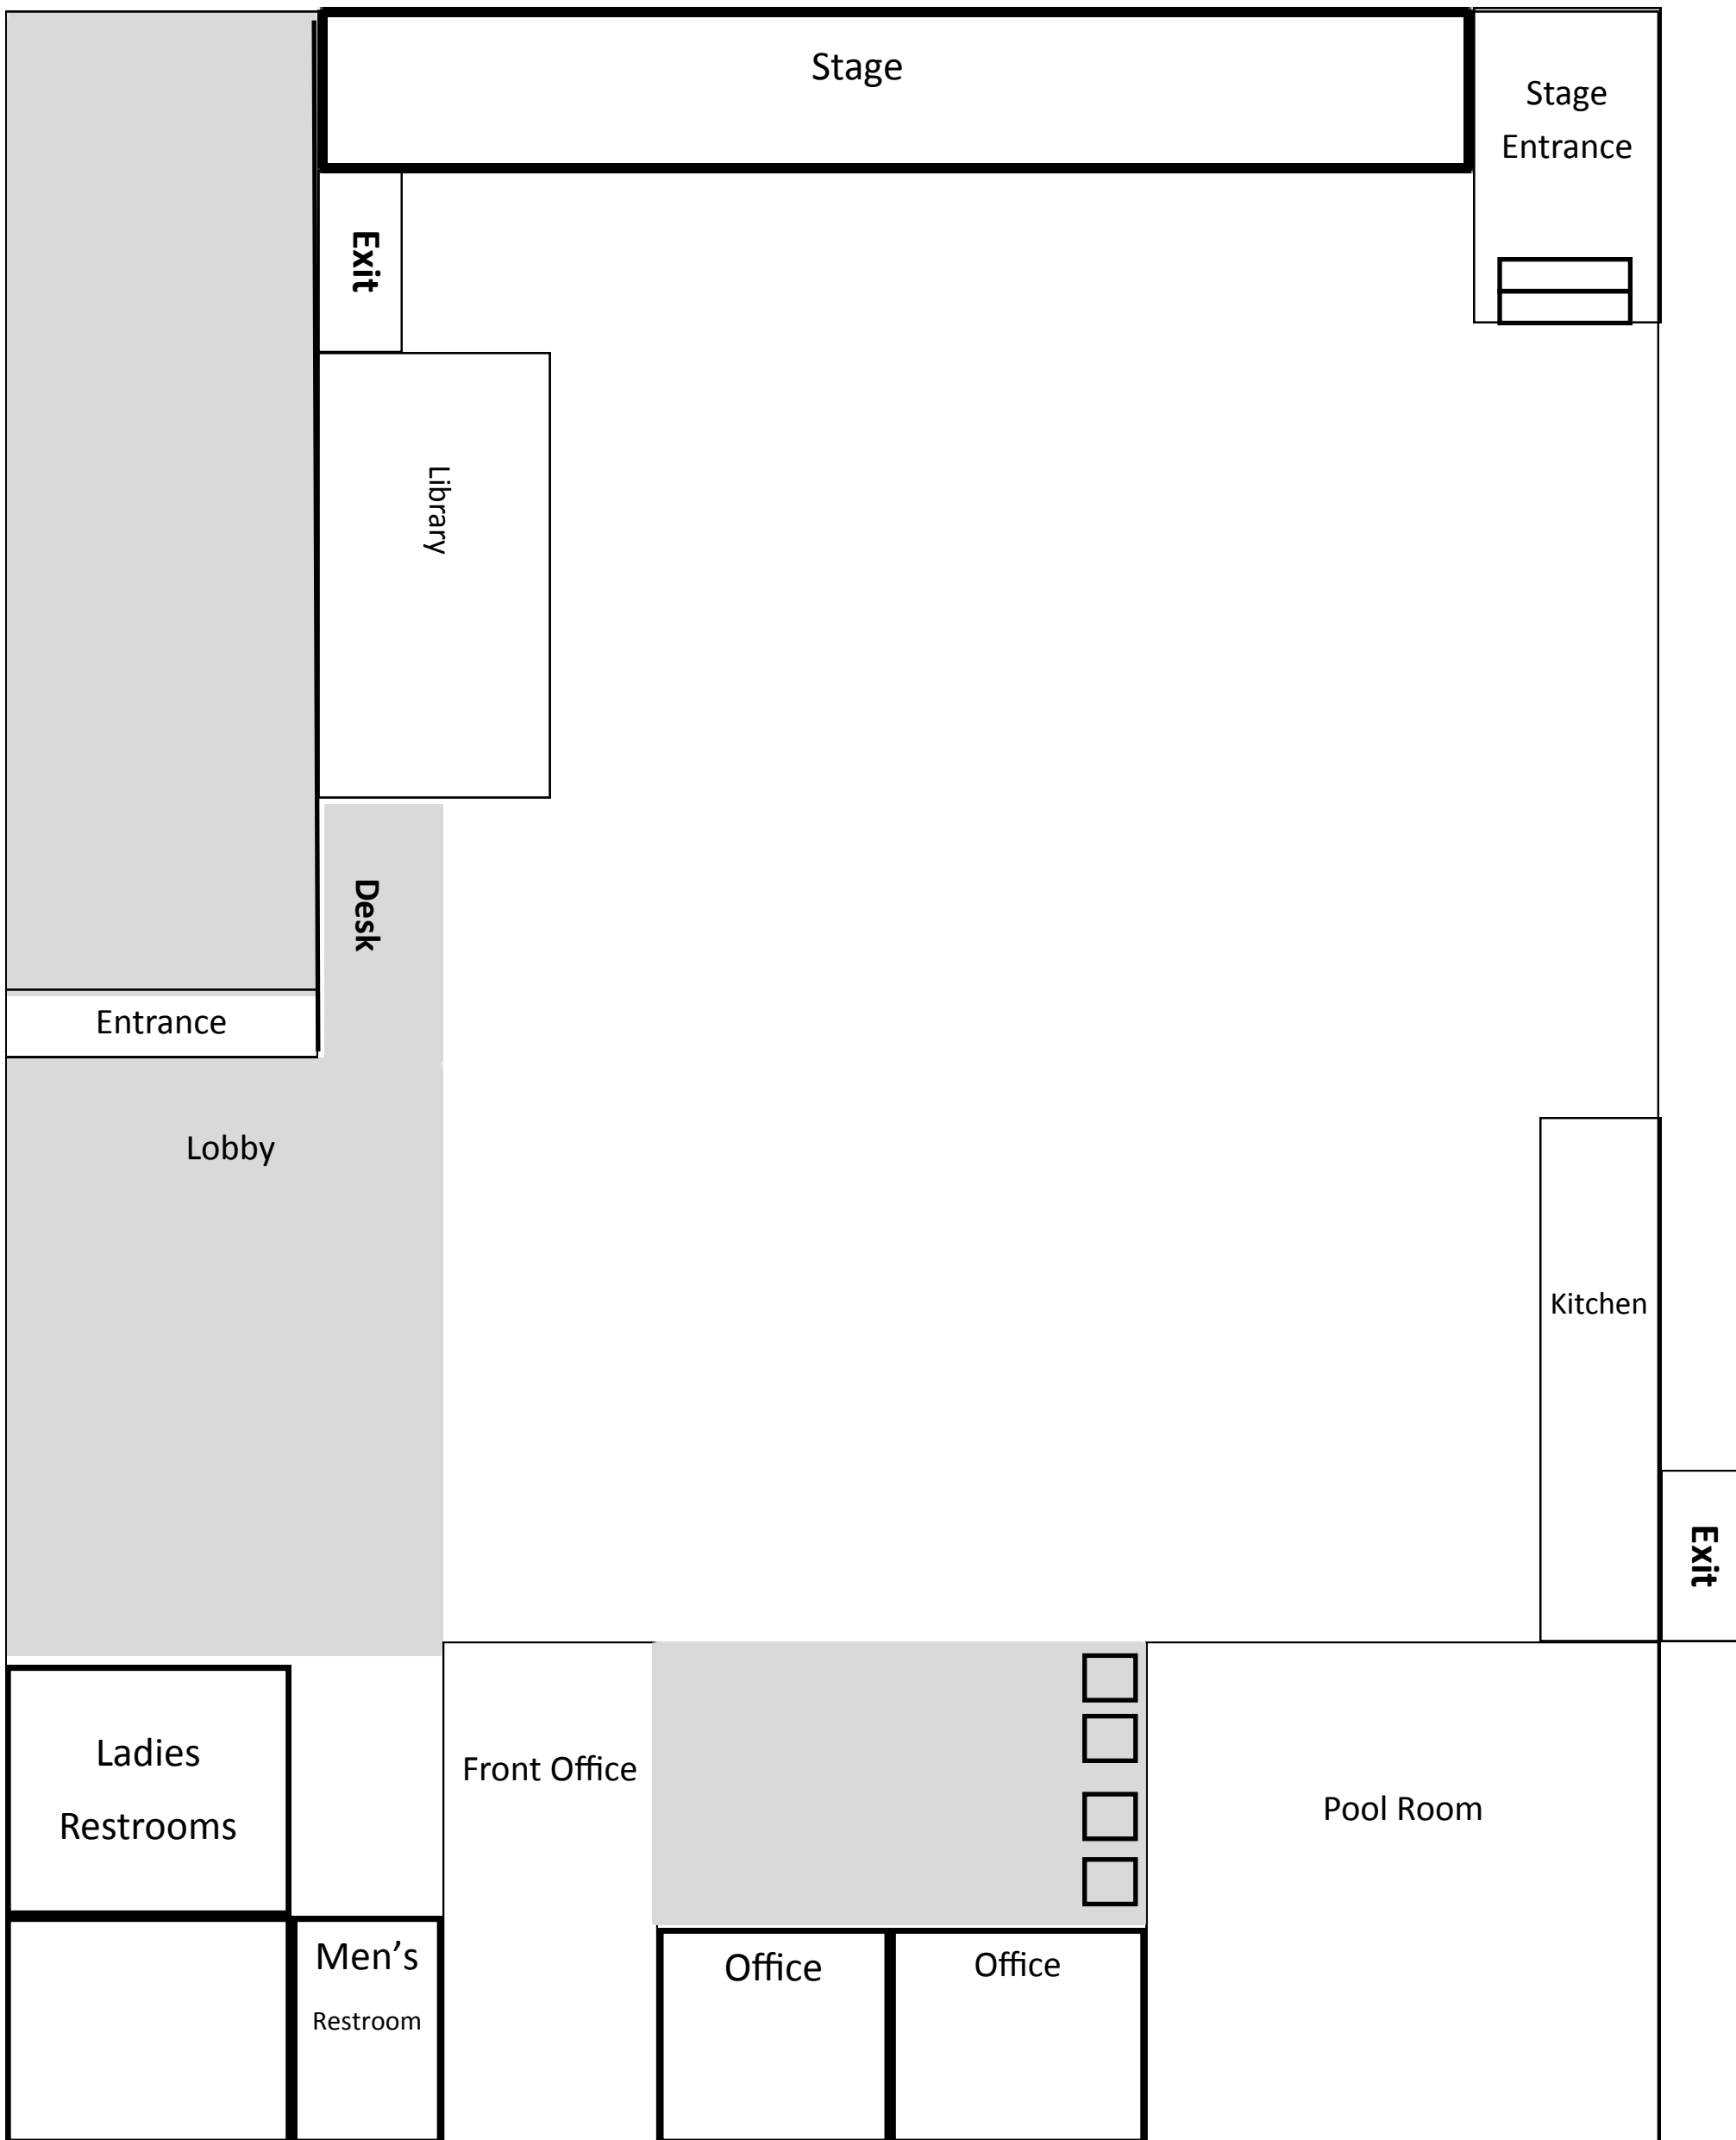 Stage
Stage
Entrance
Exit
Library
Desk
Entrance
Lobby
Kitchen
Exit
Ladies
Restrooms
Front Office
Pool Room
Men’s
Restroom
Office
Office